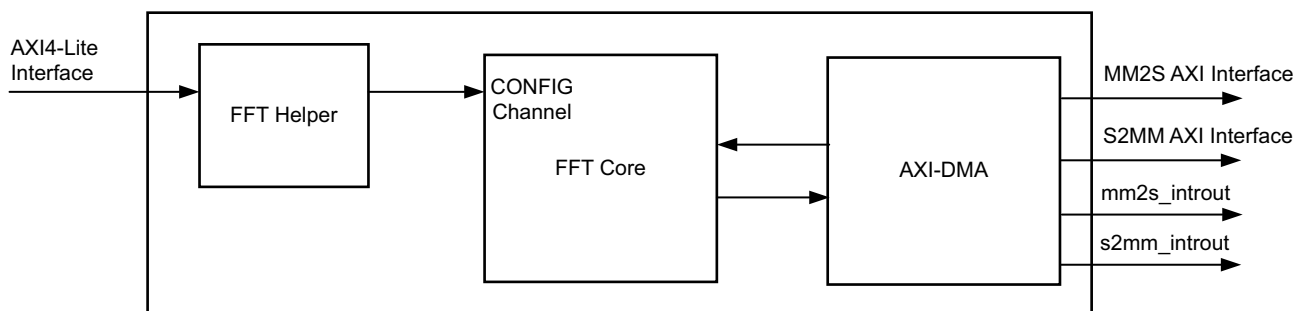 AXI4-Lite
Interface
FFT Helper
CONFIG
Channel
FFT Core
AXI-DMA
MM2S AXI Interface
S2MM AXI Interface
mm2s_introut
s2mm_introut